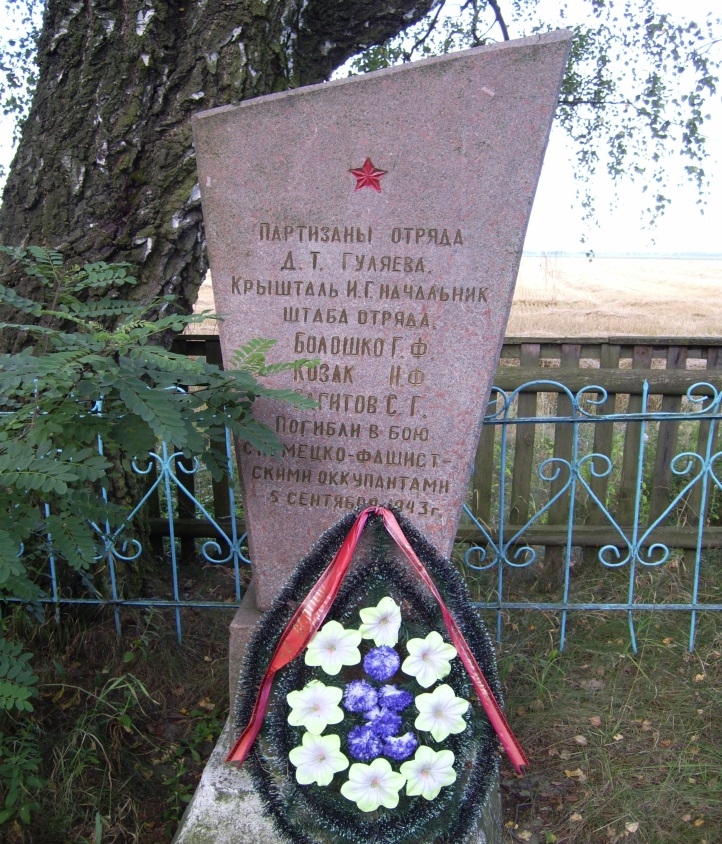 ПАРТИЗАНЫ ОТРЯДА
Д. Т. ГУЛЯЕВА.
КРЫШТАЛЬ И.Г. НАЧАЛЬНИК
ШТАБА ОТРЯДА.
БОЛОШКО Г. Ф
КОЗАК Н.Ф
С. Г.
ПОГИБЛИ В БОЮ
С НЕМЕЦКО-ФАШИСТ-
СКИМИ ОККУПАНТАМИ
5 СЕНТЯБРЯ 1943 г.